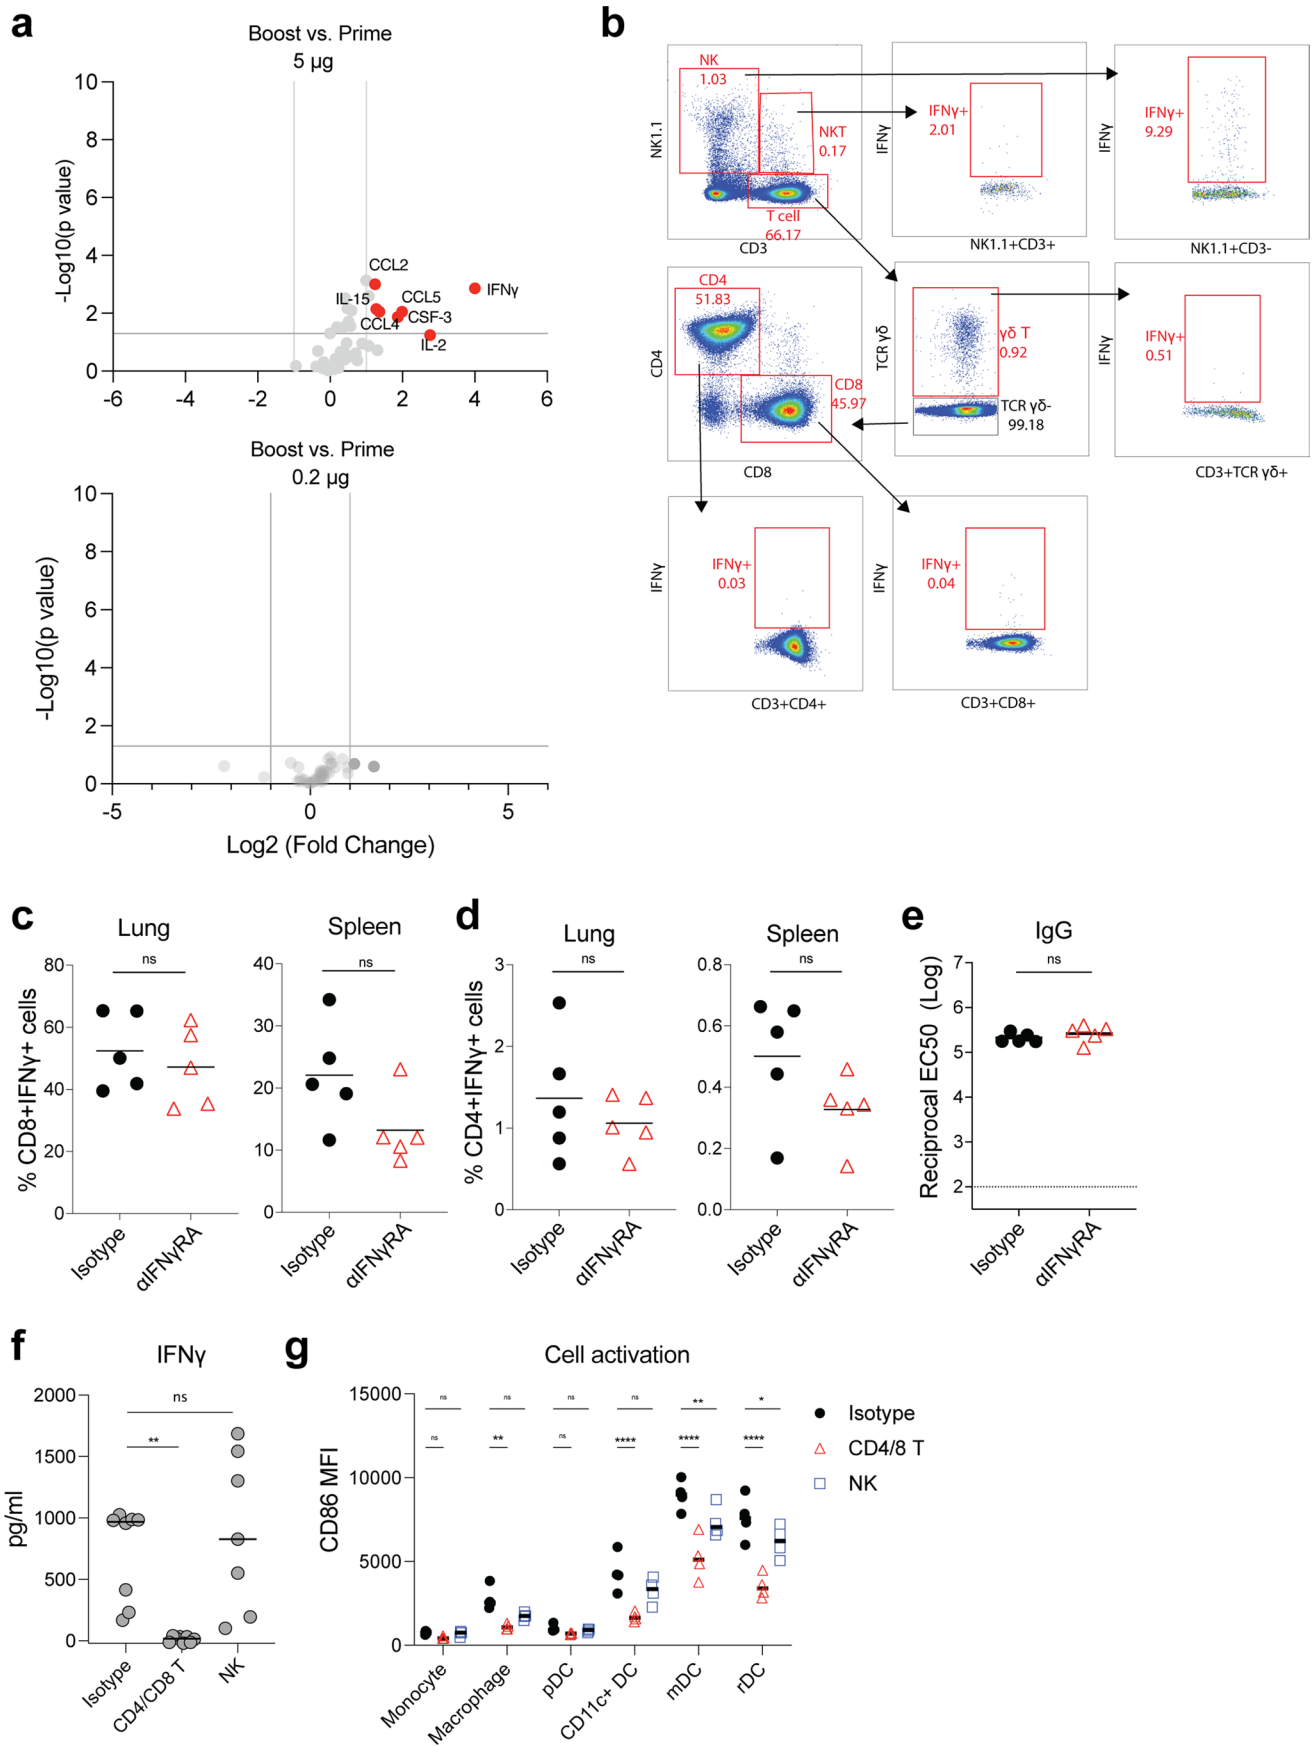 a
Boost vs. Prime
5 µg
10
8
6
4
2
0
-Log10(p value)
CCL2
IL-15
CCL5
IFNγ
CCL4
CSF-3
IL-2
-6
-4
-2
0
2
4
6
Boost vs. Prime
0.2 µg
10
8
6
4
2
0
-Log10(p value)
-5
0
5
Log2 (Fold Change)
b
NK
1.03
NKT
0.17
T cell
66.17
NK1.1
CD3
IFNγ+
2.01
IFNγ
NK1.1+CD3+
IFNγ+
9.29
IFNγ
NK1.1+CD3-
CD4
51.83
CD8
45.97
CD4
CD8
γδ T
0.92
TCR γδ-
99.18
TCR γδ
IFNγ+
0.51
IFNγ
CD3+TCR γδ+
IFNγ+
0.03
IFNγ
CD3+CD4+
IFNγ+
0.04
IFNγ
CD3+CD8+
c
Lung
ns
80
60
40
20
0
% CD8+IFNγ+ cells
Isotype
αIFNγRA
Spleen
ns
40
30
20
10
0
Isotype
αIFNγRA
d
Lung
ns
3
2
1
0
% CD4+IFNγ+ cells
Isotype
αIFNγRA
Spleen
ns
0.8
0.6
0.4
0.2
0.0
Isotype
αIFNγRA
e
IgG
ns
7
6
5
4
3
2
Reciprocal EC50 (Log)
Isotype
αIFNγRA
f
IFNγ
ns
**
2000
1500
1000
500
0
pg/ml
Isotype
CD4/CD8 T
NK
g
Cell activation
15000
10000
5000
0
CD86 MFI
ns
ns
ns
ns
**
*
ns
**
ns
****
****
****
Isotype
CD4/8 T
NK
Monocyte
Macrophage
pDC
CD11c+ DC
mDC
rDC